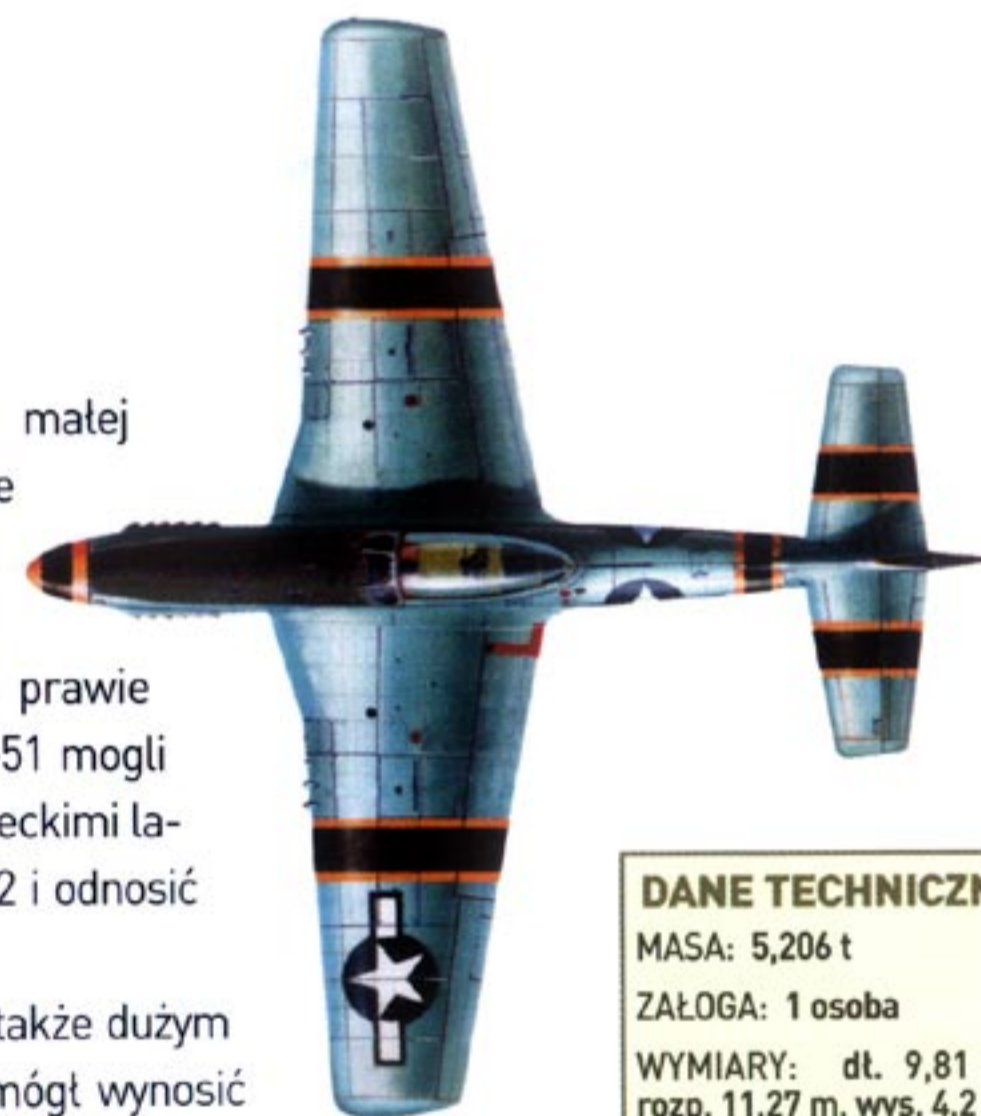 małej
e
prawie
51 mogli
eckimi la-
2 i odnosić
także dużym
mógł wynosić
DANE TECHNICZN
MASA: 5,206 t
ZAŁOGA: 1 osoba
WYMIARY: dł. 9,81
rozp. 11,27 m, wys. 4,2